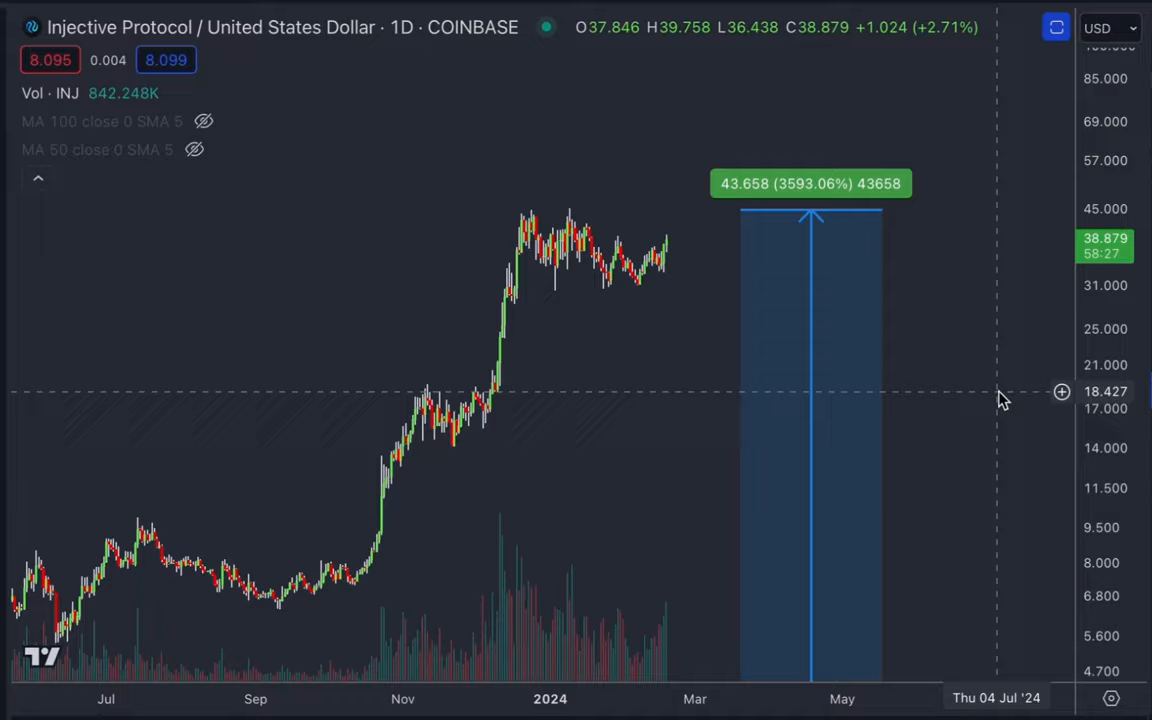 Injective Protocol / United States Dollar · 1D · COINBASE O37.846 H39.758 L36.438 C38.879 +1.024 (+2.71%) USD
8.095 0.004 8.099
Vol · INJ 842.248K
MA 100 close 0 SMA 5
MA 50 close 0 SMA 5
43.658 (3593.06%) 43658
100.000
85.000
69.000
57.000
45.000
38.879
58:27
31.000
25.000
21.000
18.427
17.000
14.000
11.500
9.500
8.000
6.800
5.600
4.700
Jul Sep Nov 2024 Mar May Thu 04 Jul '24